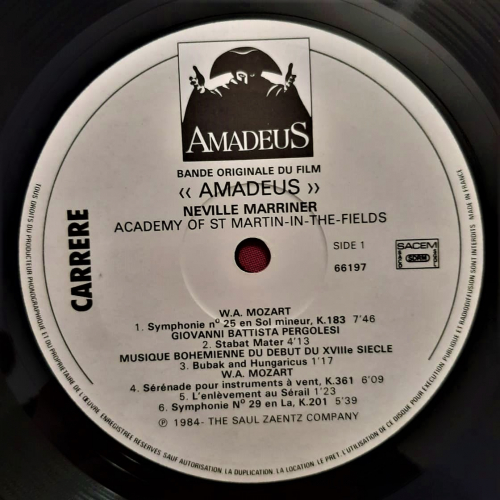 AMADEUS
BANDE ORIGINALE DU FILM
‹‹ AMADEUS ››
NEVILLE MARRINER
ACADEMY OF ST MARTIN-IN-THE-FIELDS
CARRERE
SIDE 1
66197
SACEM
W.A. MOZART
1. Symphonie nº 25 en Sol mineur, K.183 7'46
GIOVANNI BATTISTA PERGOLESI
2. Stabat Mater 4'13
MUSIQUE BOHEMIENNE DU DEBUT DU XVIIIe SIECLE
3. Bubak and Hungaricus 1'17
W.A. MOZART
4. Sérénade pour instruments à vent, K.361 6'09
5. L'enlèvement au Sérail 1'23
6. Symphonie Nº 29 en La, K.201 5'39
℗ 1984- THE SAUL ZAENTZ COMPANY
TOUS DROITS DU PRODUCTEUR PHONOGRAPHIQUE ET DU PROPRIETAIRE DE L'ŒUVRE ENREGISTREE RESERVES SAUF AUTORISATION. LA DUPLICATION, LA LOCATION, LE PRET, L'UTILISATION DE CE DISQUE POUR EXECUTION PUBLIQUE ET RADIODIFFUSION SONT INTERDITS. MADE IN FRANCE